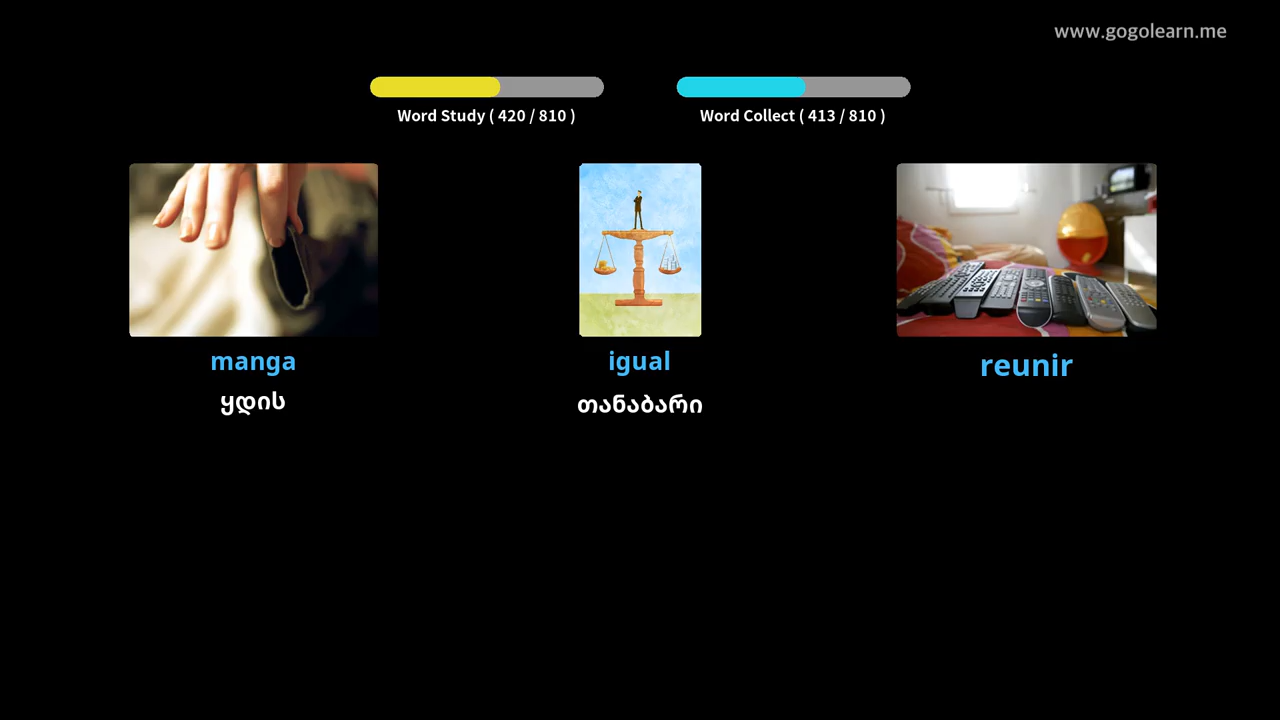 www.gogolearn.me
Word Study ( 420 / 810 )
Word Collect ( 413 / 810 )
manga
igual
reunir
ყდის
თანაბარი